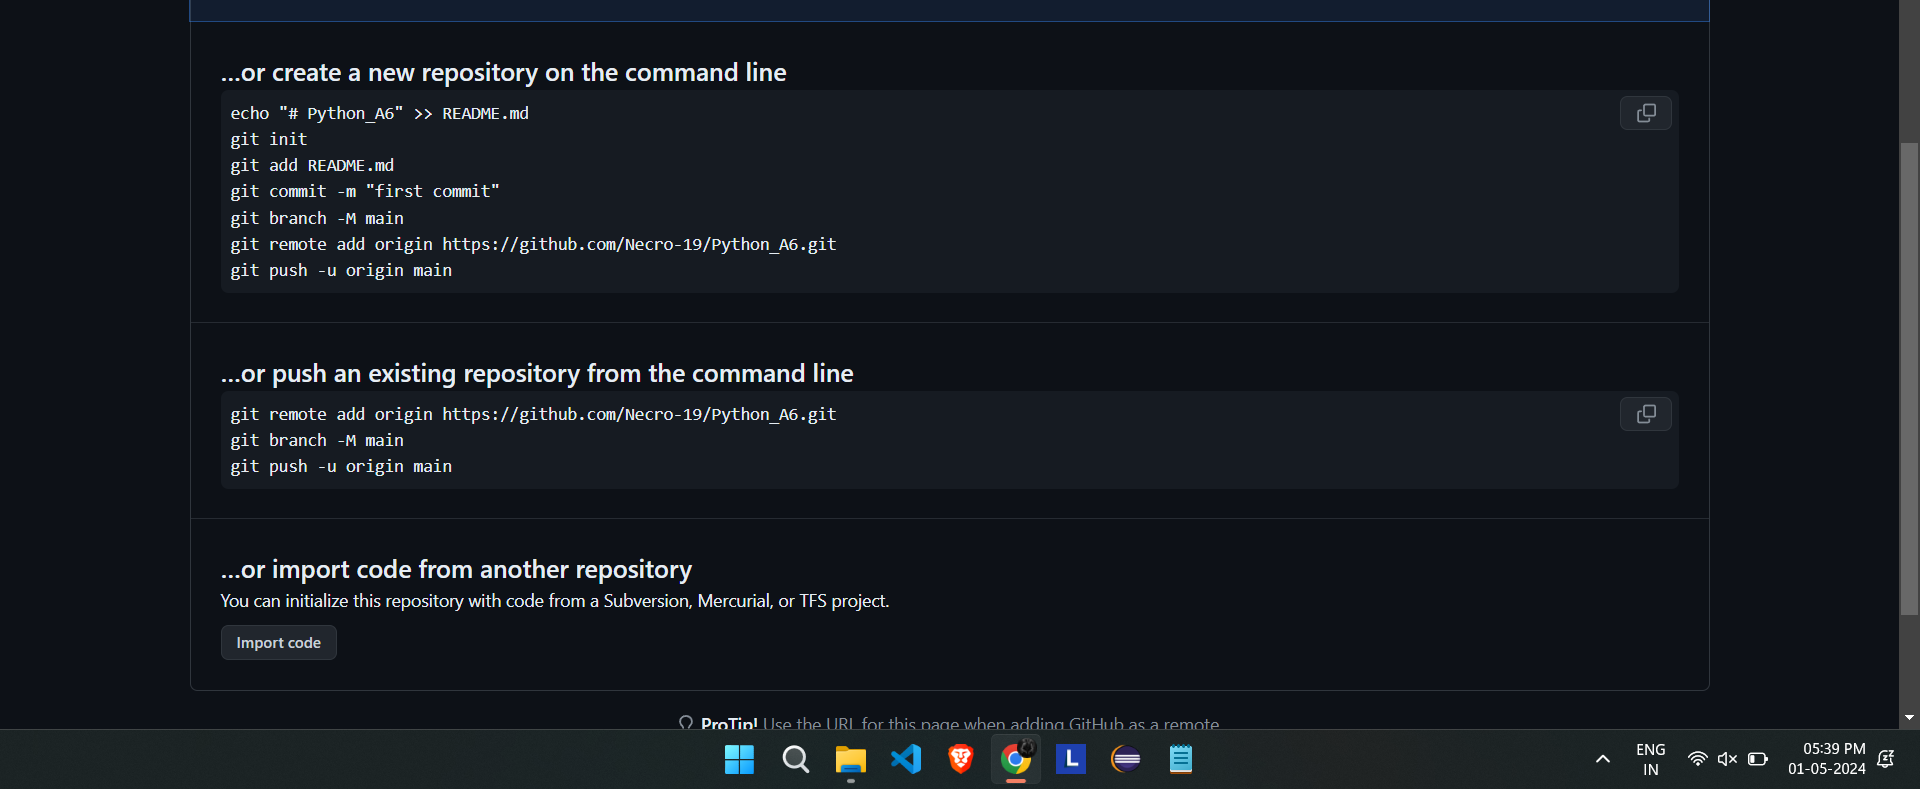 ...or create a new repository on the command line
echo "# Python_A6" >> README.md
git init
git add README.md
git commit -m "first commit"
git branch -M main
git remote add origin https://github.com/Necro-19/Python_A6.git
git push -u origin main
...or push an existing repository from the command line
git remote add origin https://github.com/Necro-19/Python_A6.git
git branch -M main
git push -u origin main
...or import code from another repository
You can initialize this repository with code from a Subversion, Mercurial, or TFS project.
Import code
ProTip! Use the URL for this page when adding GitHub as a remote
L
ENG
IN
05:39 PM
01-05-2024